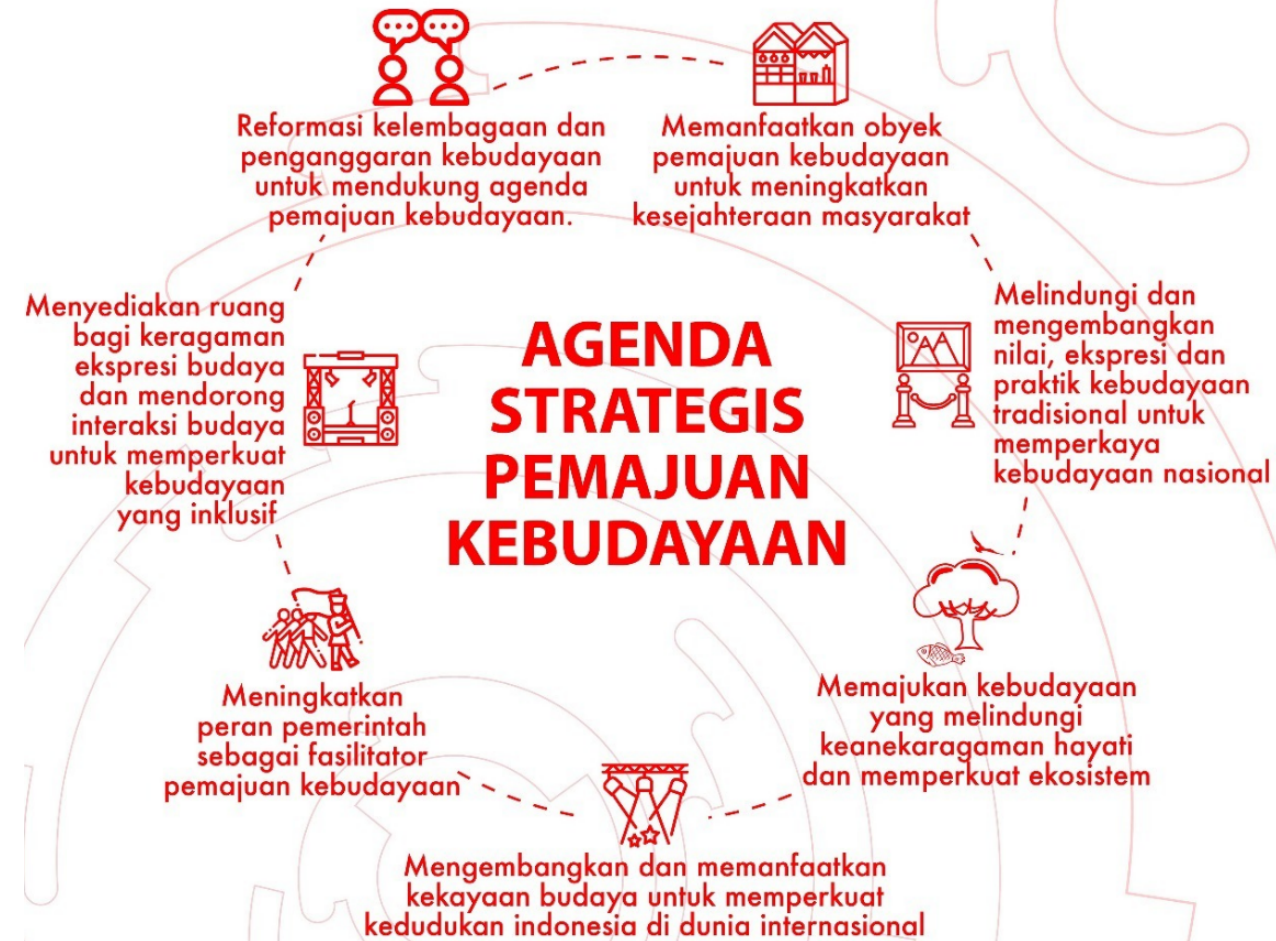 Reformasi kelembagaan dan
penganggaran kebudayaan
untuk mendukung agenda
pemajuan kebudayaan.
Memanfaatkan obyek
pemajuan kebudayaan
untuk meningkatkan
kesejahteraan masyarakat
Menyediakan ruang
bagi keragaman
ekspresi budaya
dan mendorong
interaksi budaya
untuk memperkuat
kebudayaan
yang inklusif
AGENDA
STRATEGIS
PEMAJUAN
KEBUDAYAAN
Melindungi dan
mengembangkan
nilai, ekspresi dan
praktik kebudayaan
tradisional untuk
memperkaya
kebudayaan nasional
Meningkatkan
peran pemerintah
sebagai fasilitator
pemajuan kebudayaan
Memajukan kebudayaan
yang melindungi
keanekaragaman hayati
dan memperkuat ekosistem
Mengembangkan dan memanfaatkan
kekayaan budaya untuk memperkuat
kedudukan indonesia di dunia internasional